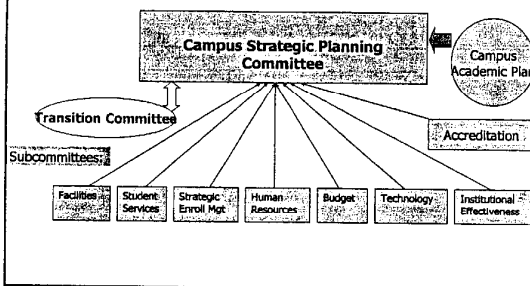 Campus Strategic Planning
Committee
Campus
Academic Plan
Transition Committee
Accreditation
Subcommittees:
Facilities
Student
Services
Strategic
Enroll Mgt
Human
Resources
Budget
Technology
Institutional
Effectiveness